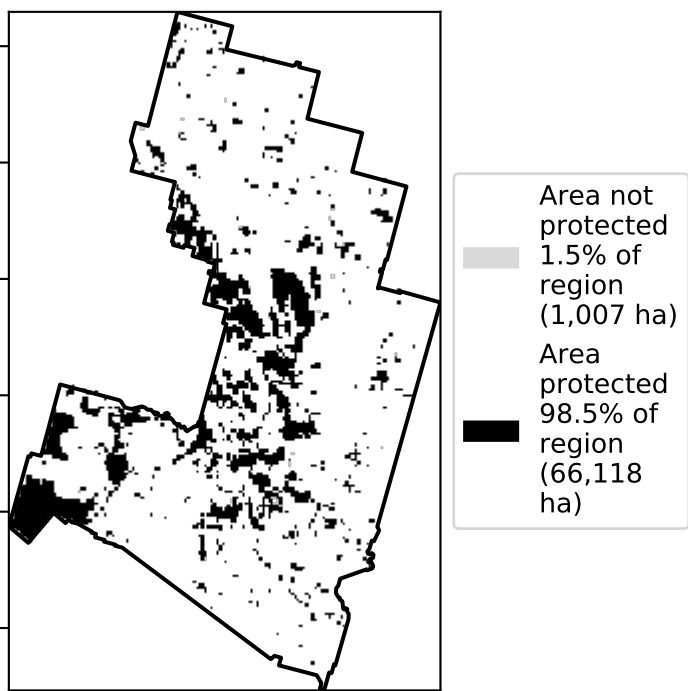 Area not
protected
1.5% of
region
(1,007 ha)
Area
protected
98.5% of
region
(66,118
ha)